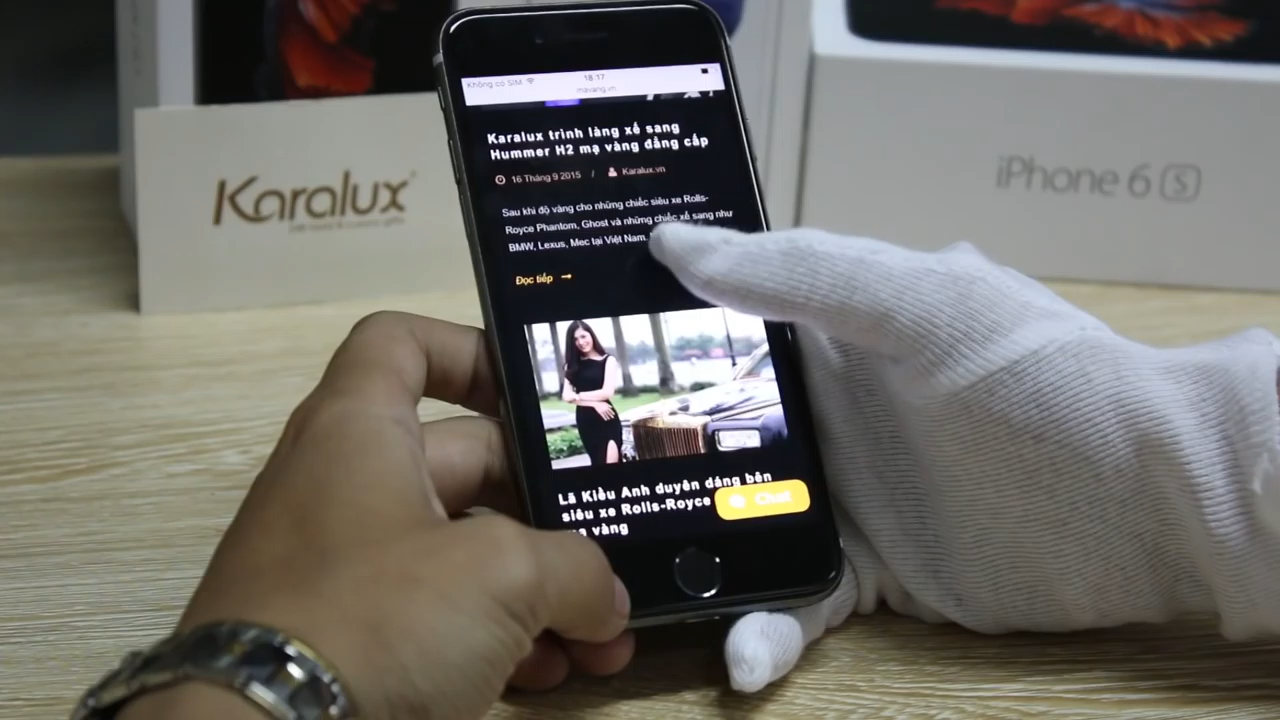 Không có SIM
18:17
mavang.vn
Karalux trình làng xế sang
Hummer H2 mạ vàng đẳng cấp
16 Tháng 9 2015 / Karalux.vn
Sau khi độ vàng cho những chiếc siêu xe Rolls-
Royce Phantom, Ghost và những chiếc xế sang như
BMW, Lexus, Mec tại Việt Nam.
Đọc tiếp →
Lã Kiều Anh duyên dáng bên
siêu xe Rolls-Royce
mạ vàng
Chat
Karalux
iPhone 6 S